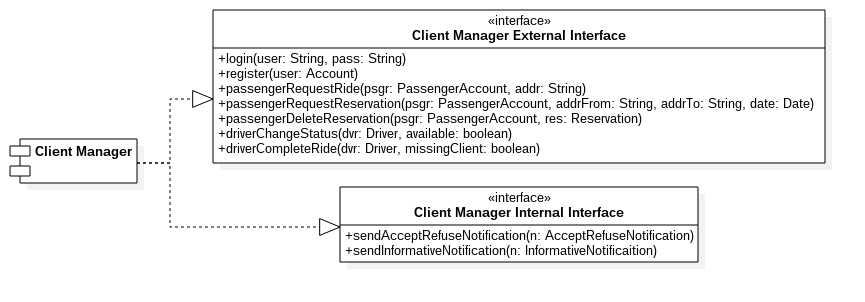 «interface»
Client Manager External Interface
+login(user: String, pass: String)
+register(user: Account)
+passengerRequestRide(psgr: PassengerAccount, addr: String)
+passengerRequestReservation(psgr: PassengerAccount, addrFrom: String, addrTo: String, date: Date)
+passengerDeleteReservation(psgr: PassengerAccount, res: Reservation)
+driverChangeStatus(dvr: Driver, available: boolean)
+driverCompleteRide(dvr: Driver, missingClient: boolean)
Client Manager
«interface»
Client Manager Internal Interface
+sendAcceptRefuseNotification(n: AcceptRefuseNotification)
+sendInformativeNotification(n: InformativeNotificaition)